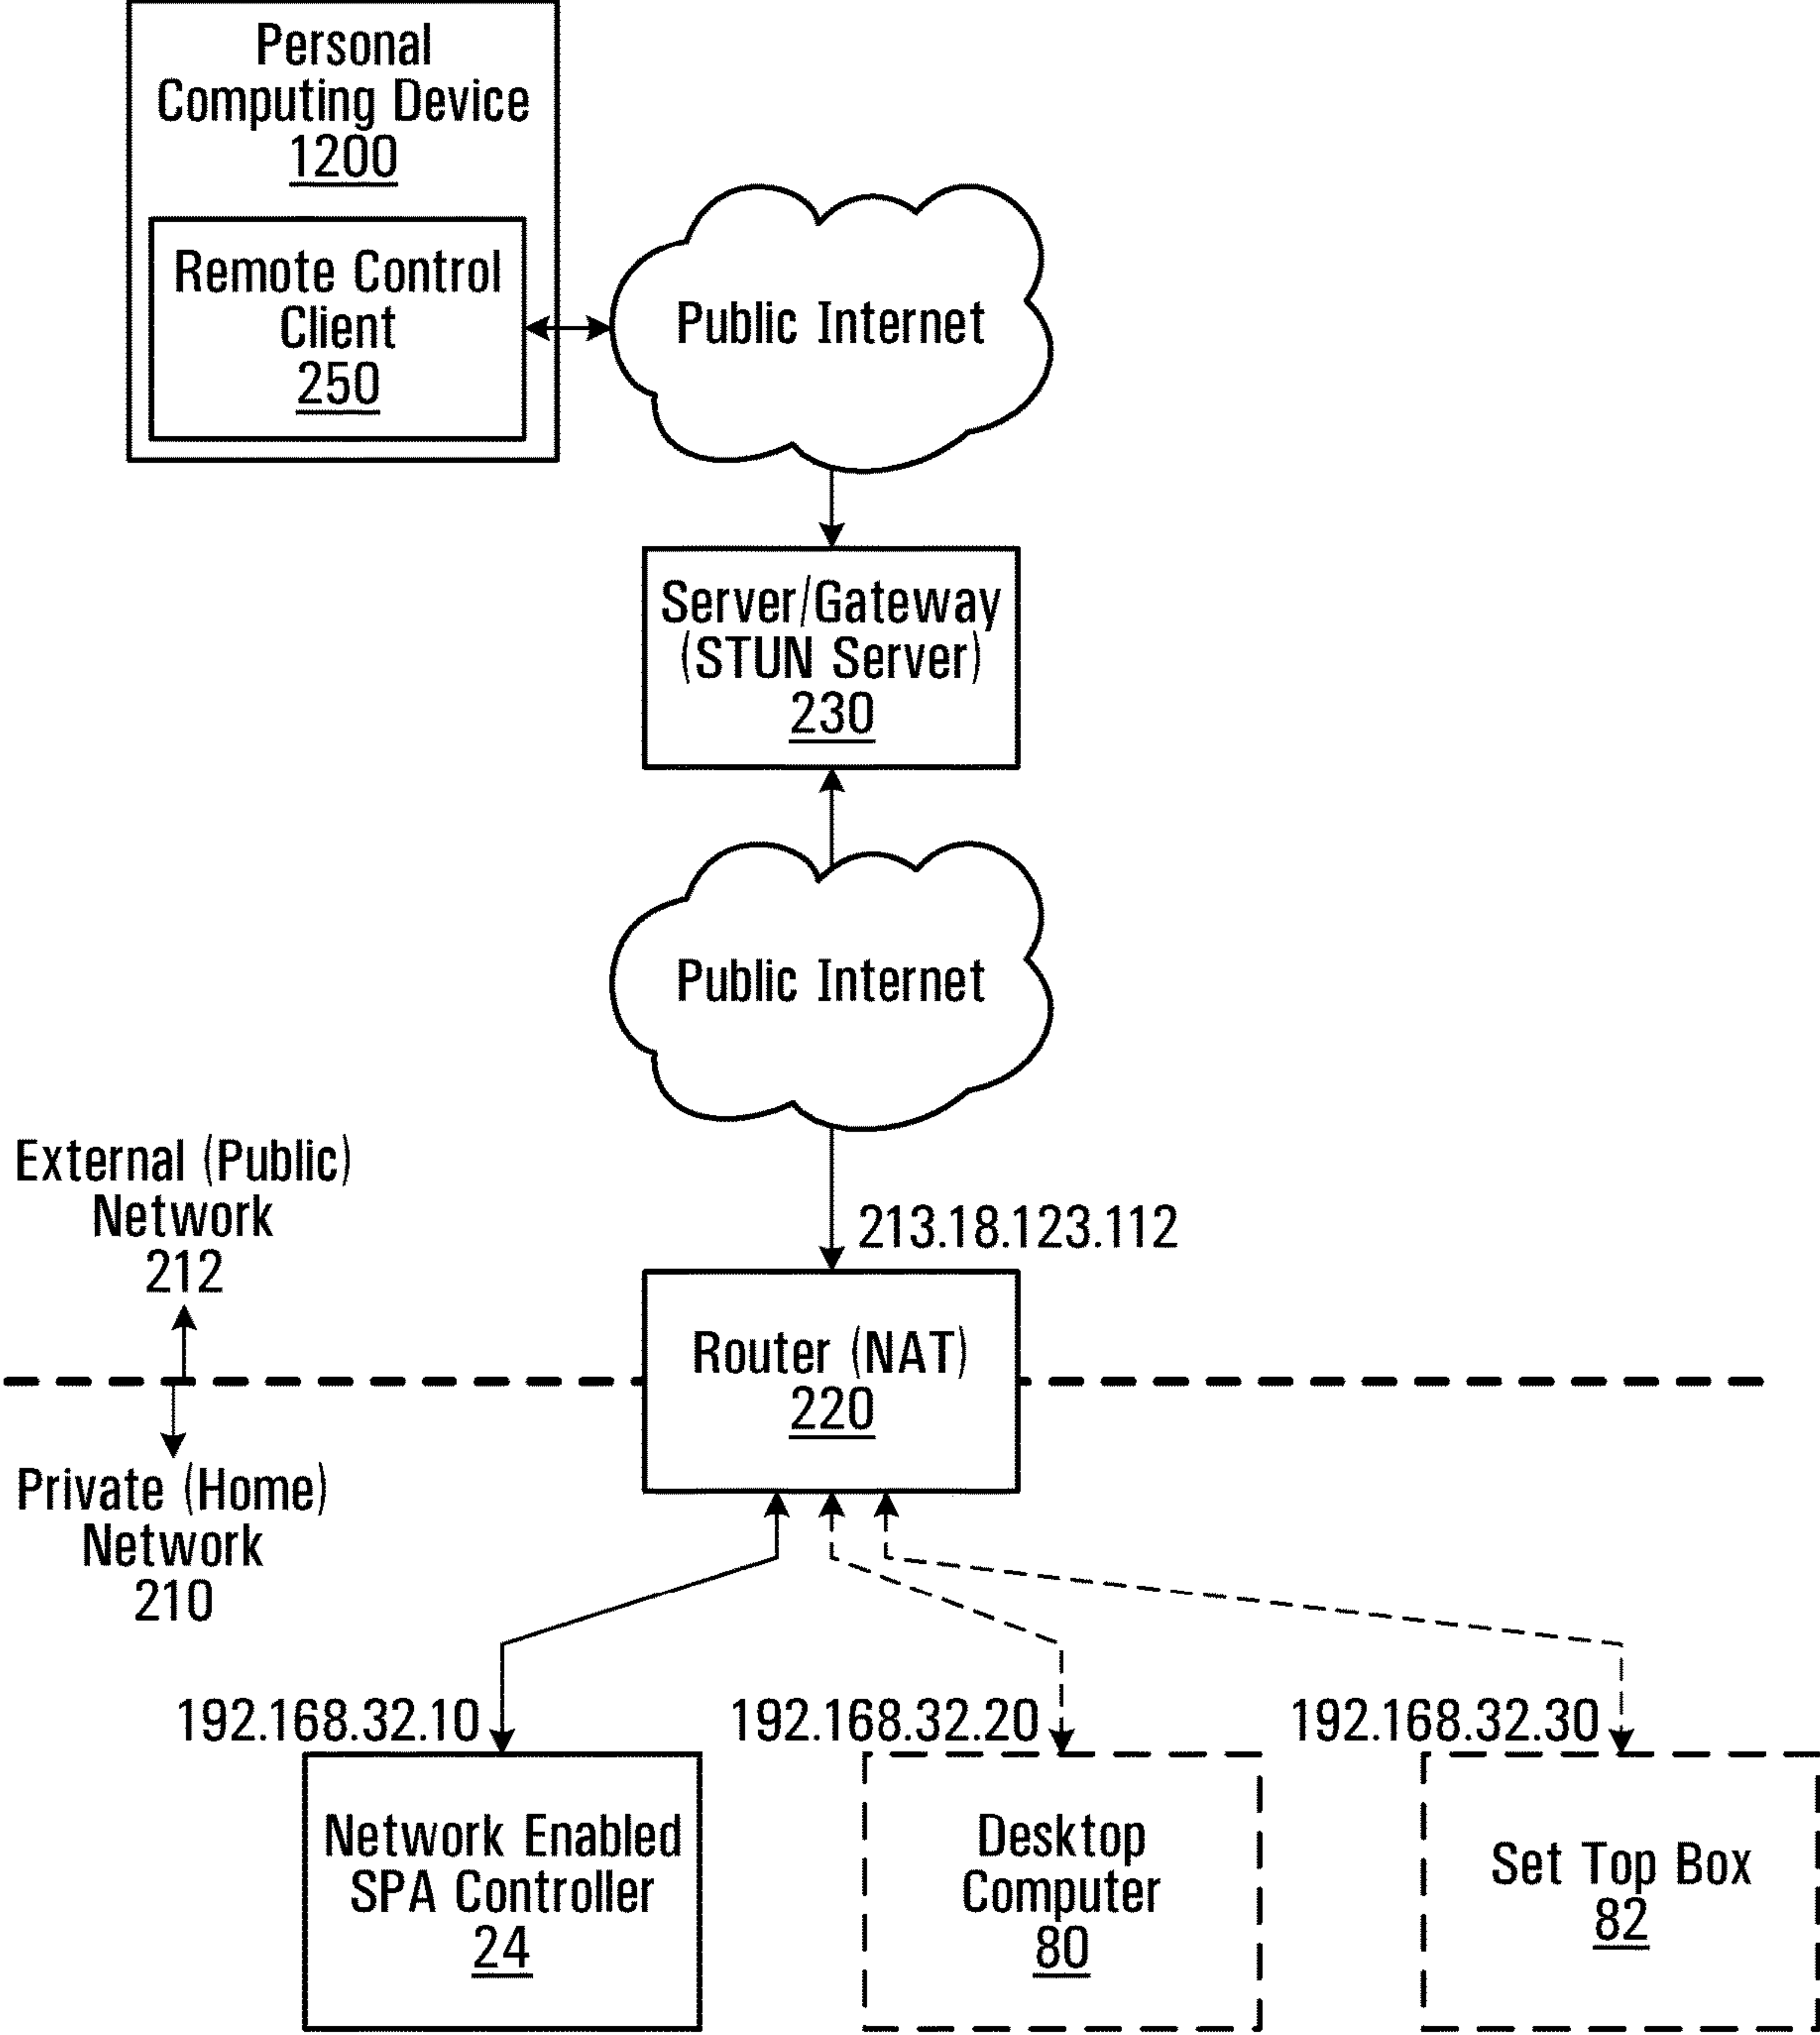 Personal
Computing Device
1200
Remote Control
Client
250
Public Internet
Server/Gateway
(STUN Server)
230
Public Internet
External (Public)
Network
212
213.18.123.112
Router (NAT)
220
Private (Home)
Network
210
192.168.32.10
192.168.32.20
192.168.32.30
Network Enabled
SPA Controller
24
Desktop
Computer
80
Set Top Box
82